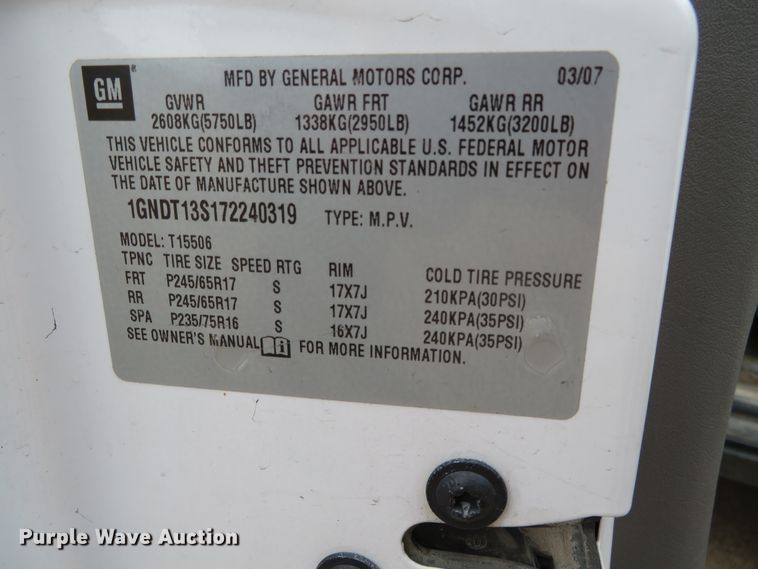 GM
MFD BY GENERAL MOTORS CORP. 03/07
GVWR GAWR FRT GAWR RR
2608KG(5750LB) 1338KG(2950LB) 1452KG(3200LB)
THIS VEHICLE CONFORMS TO ALL APPLICABLE U.S. FEDERAL MOTOR
VEHICLE SAFETY AND THEFT PREVENTION STANDARDS IN EFFECT ON
THE DATE OF MANUFACTURE SHOWN ABOVE.
1GNDT13S172240319 TYPE: M.P.V.
MODEL: T15506
TPNC TIRE SIZE SPEED RTG RIM COLD TIRE PRESSURE
FRT P245/65R17 S 17X7J 210KPA(30PSI)
RR P245/65R17 S 17X7J 240KPA(35PSI)
SPA P235/75R16 S 16X7J 240KPA(35PSI)
SEE OWNER'S MANUAL FOR MORE INFORMATION.
Purple Wave Auction